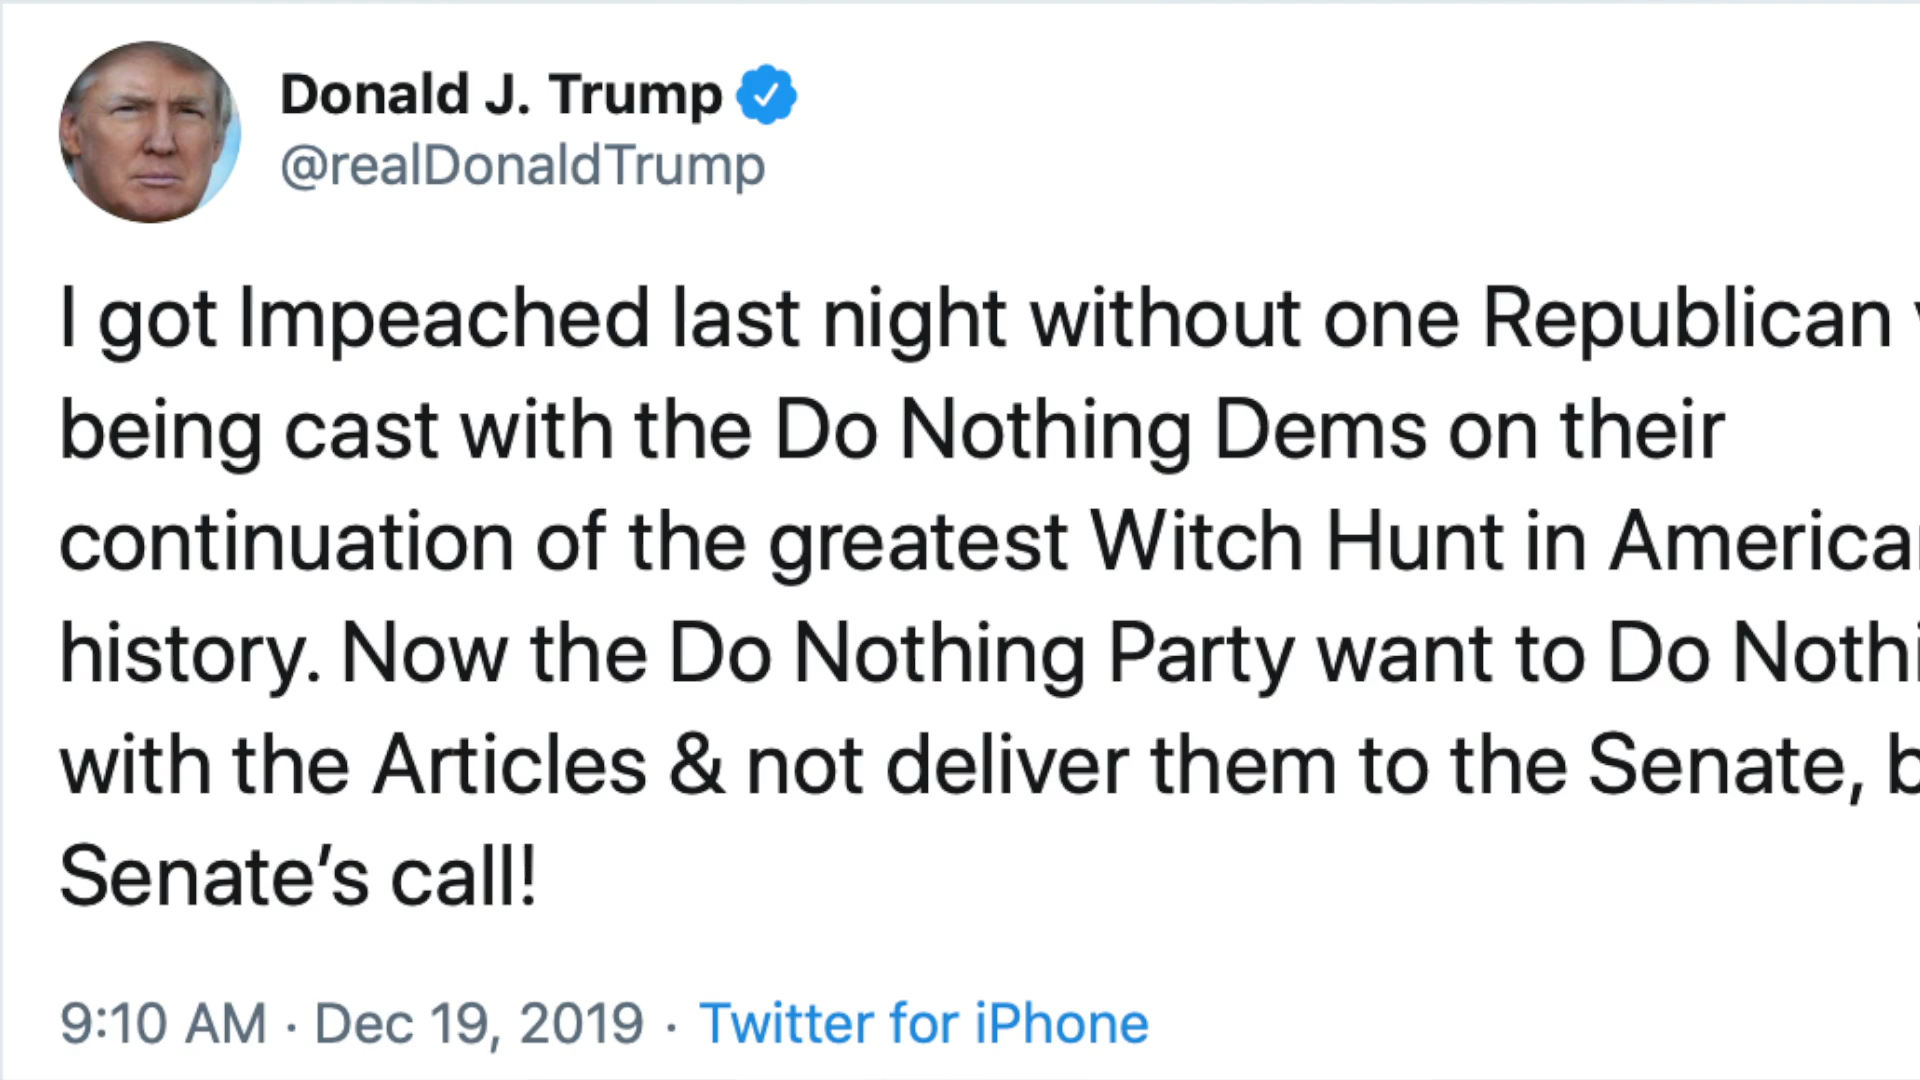 Donald J. Trump
@realDonaldTrump
I got Impeached last night without one Republican
being cast with the Do Nothing Dems on their
continuation of the greatest Witch Hunt in America
history. Now the Do Nothing Party want to Do Nothi
with the Articles & not deliver them to the Senate, b
Senate’s call!
9:10 AM · Dec 19, 2019 · Twitter for iPhone